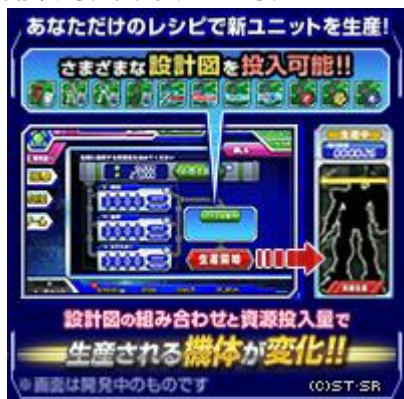 あなただけのレシピで新ユニットを生産!
さまざまな設計図を投入可能!!
生産中
生産開始
設計図の組み合わせと資源投入量で
生産される機体が変化!!
※画面は開発中のものです
(C)ST・SR